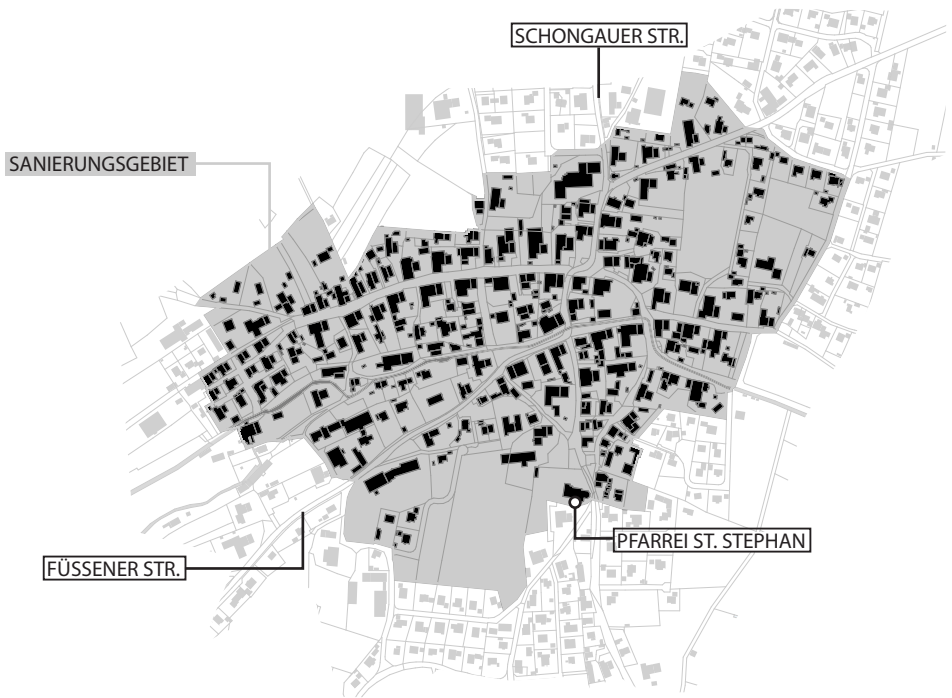 SCHONGAUER STR.
SANIERUNGSGEBIET
PFARREI ST. STEPHAN
FÜSSENER STR.